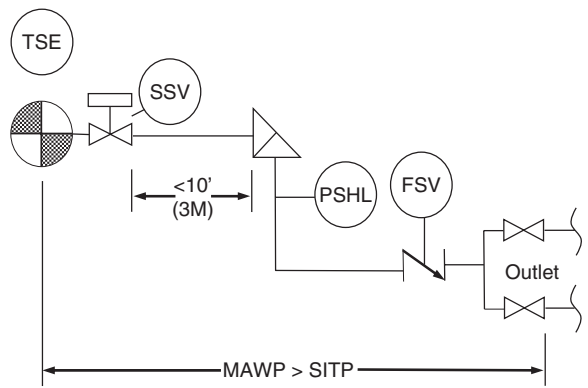 TSE
SSV
<10'
(3M)
PSHL
FSV
Outlet
MAWP > SITP